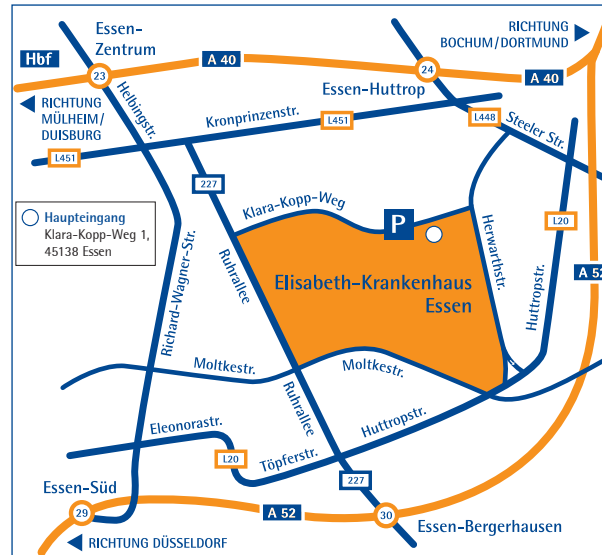 Hbf
Essen-
Zentrum
23
A 40
24
RICHTUNG
BOCHUM/DORTMUND
A 40
RICHTUNG
MÜLHEIM/
DUISBURG
Helbingstr.
Essen-Huttrop
Kronprinzenstr.
L451
L451
L448
Steeler Str.
227
Klara-Kopp-Weg
P
L20
Haupteingang
Klara-Kopp-Weg 1,
45138 Essen
Herwarthstr.
Richard-Wagner-Str.
Ruhrallee
Elisabeth-Krankenhaus
Essen
Huttropstr.
A 52
Moltkestr.
Moltkestr.
Ruhrallee
Eleonorastr.
L20
Töpferstr.
Huttropstr.
Essen-Süd
29
A 52
227
30
Essen-Bergerhausen
RICHTUNG DÜSSELDORF